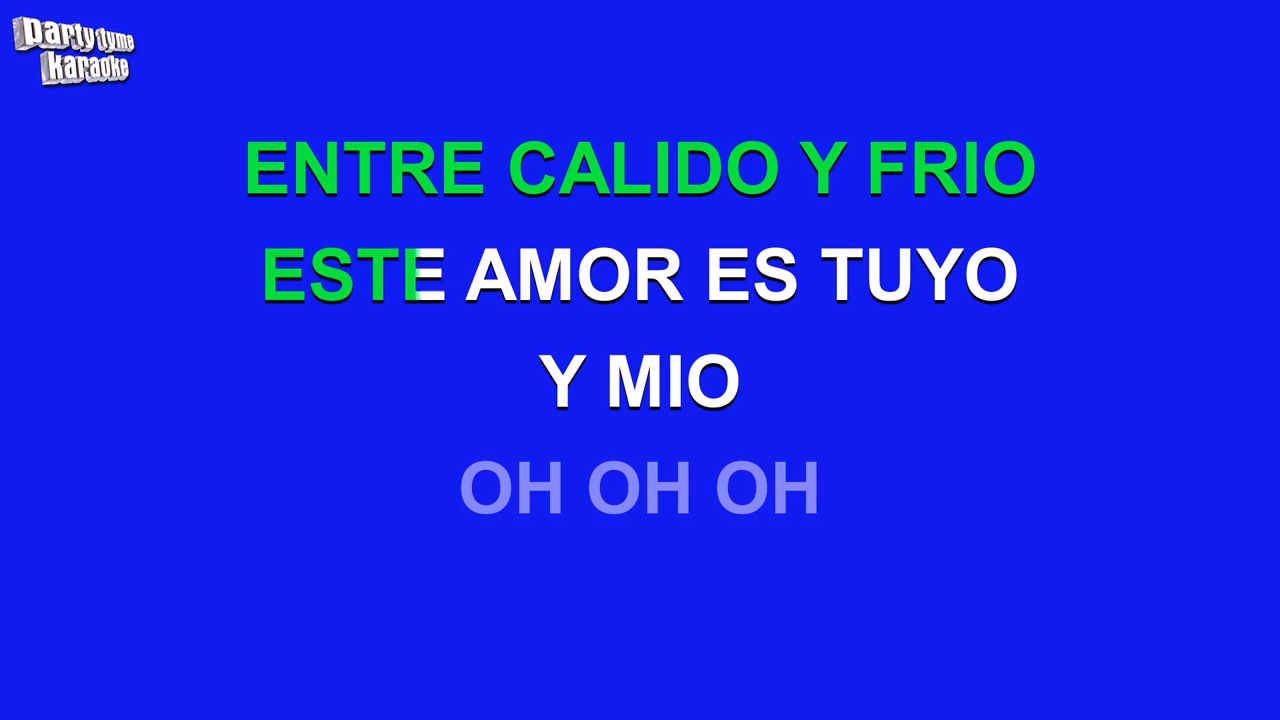 party tyme
karaoke
ENTRE CALIDO Y FRIO
ESTE AMOR ES TUYO
Y MIO
OH OH OH